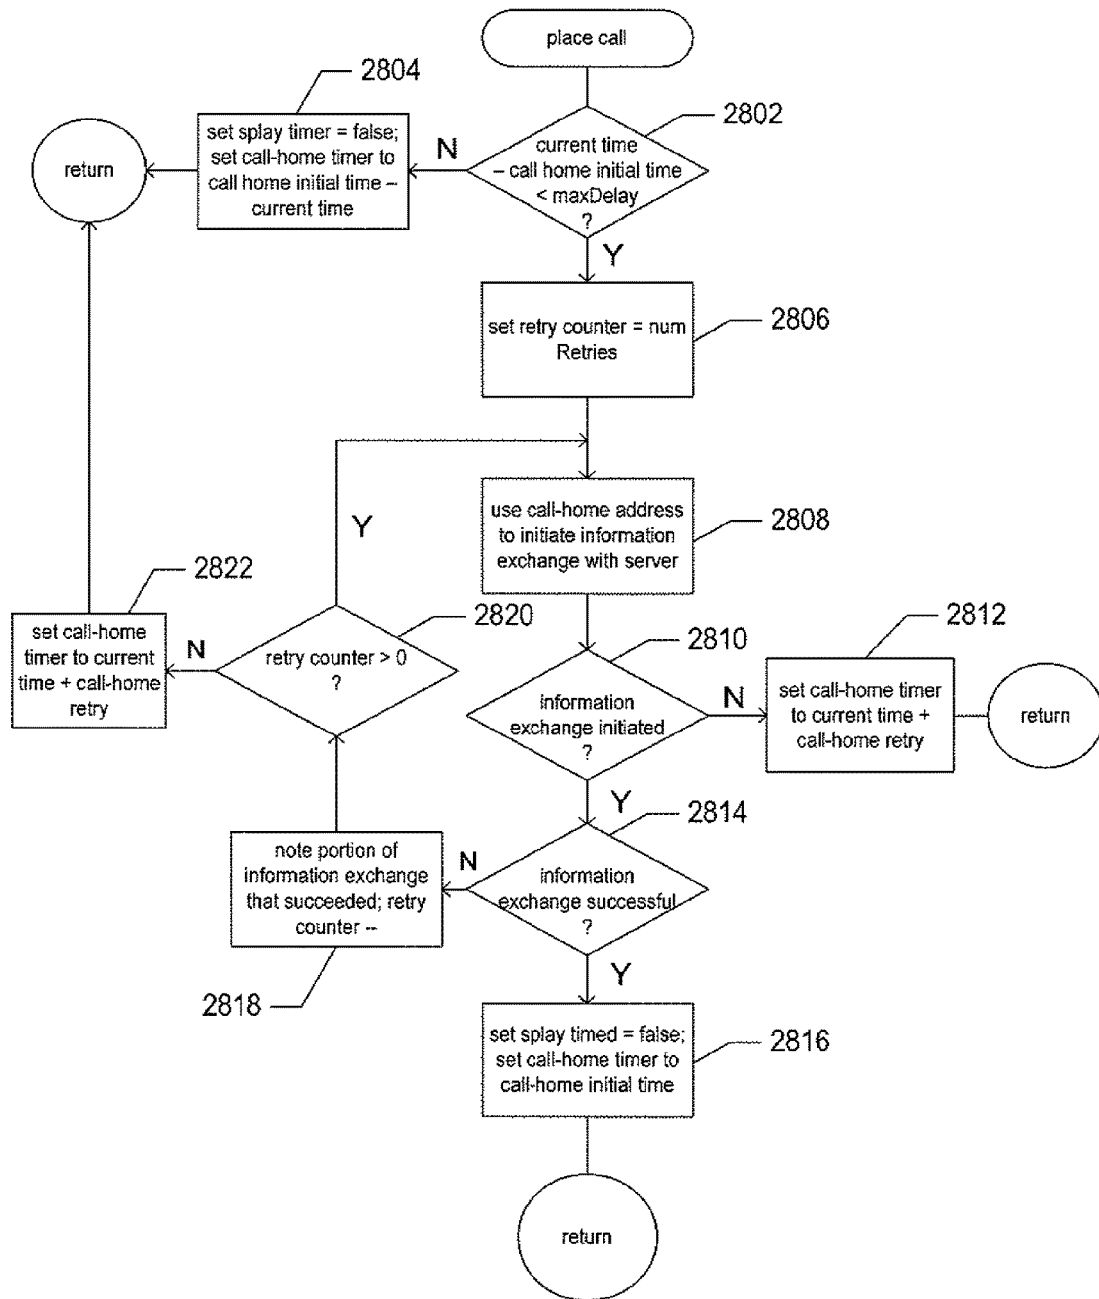 place call
2804
2802
set splay timer = false;
set call-home timer to
call home initial time –
current time
return
N
current time
– call home initial time
< maxDelay
?
Y
set retry counter = num
Retries
2806
use call-home address
to initiate information
exchange with server
2808
Y
2822
2820
set call-home
timer to current
time + call-home
retry
N
retry counter > 0
?
2810
2812
information
exchange initiated
?
N
set call-home timer
to current time +
call-home retry
return
Y
2814
note portion of
information exchange
that succeeded; retry
counter --
N
information
exchange successful
?
2818
Y
set splay timed = false;
set call-home timer to
call-home initial time
2816
return